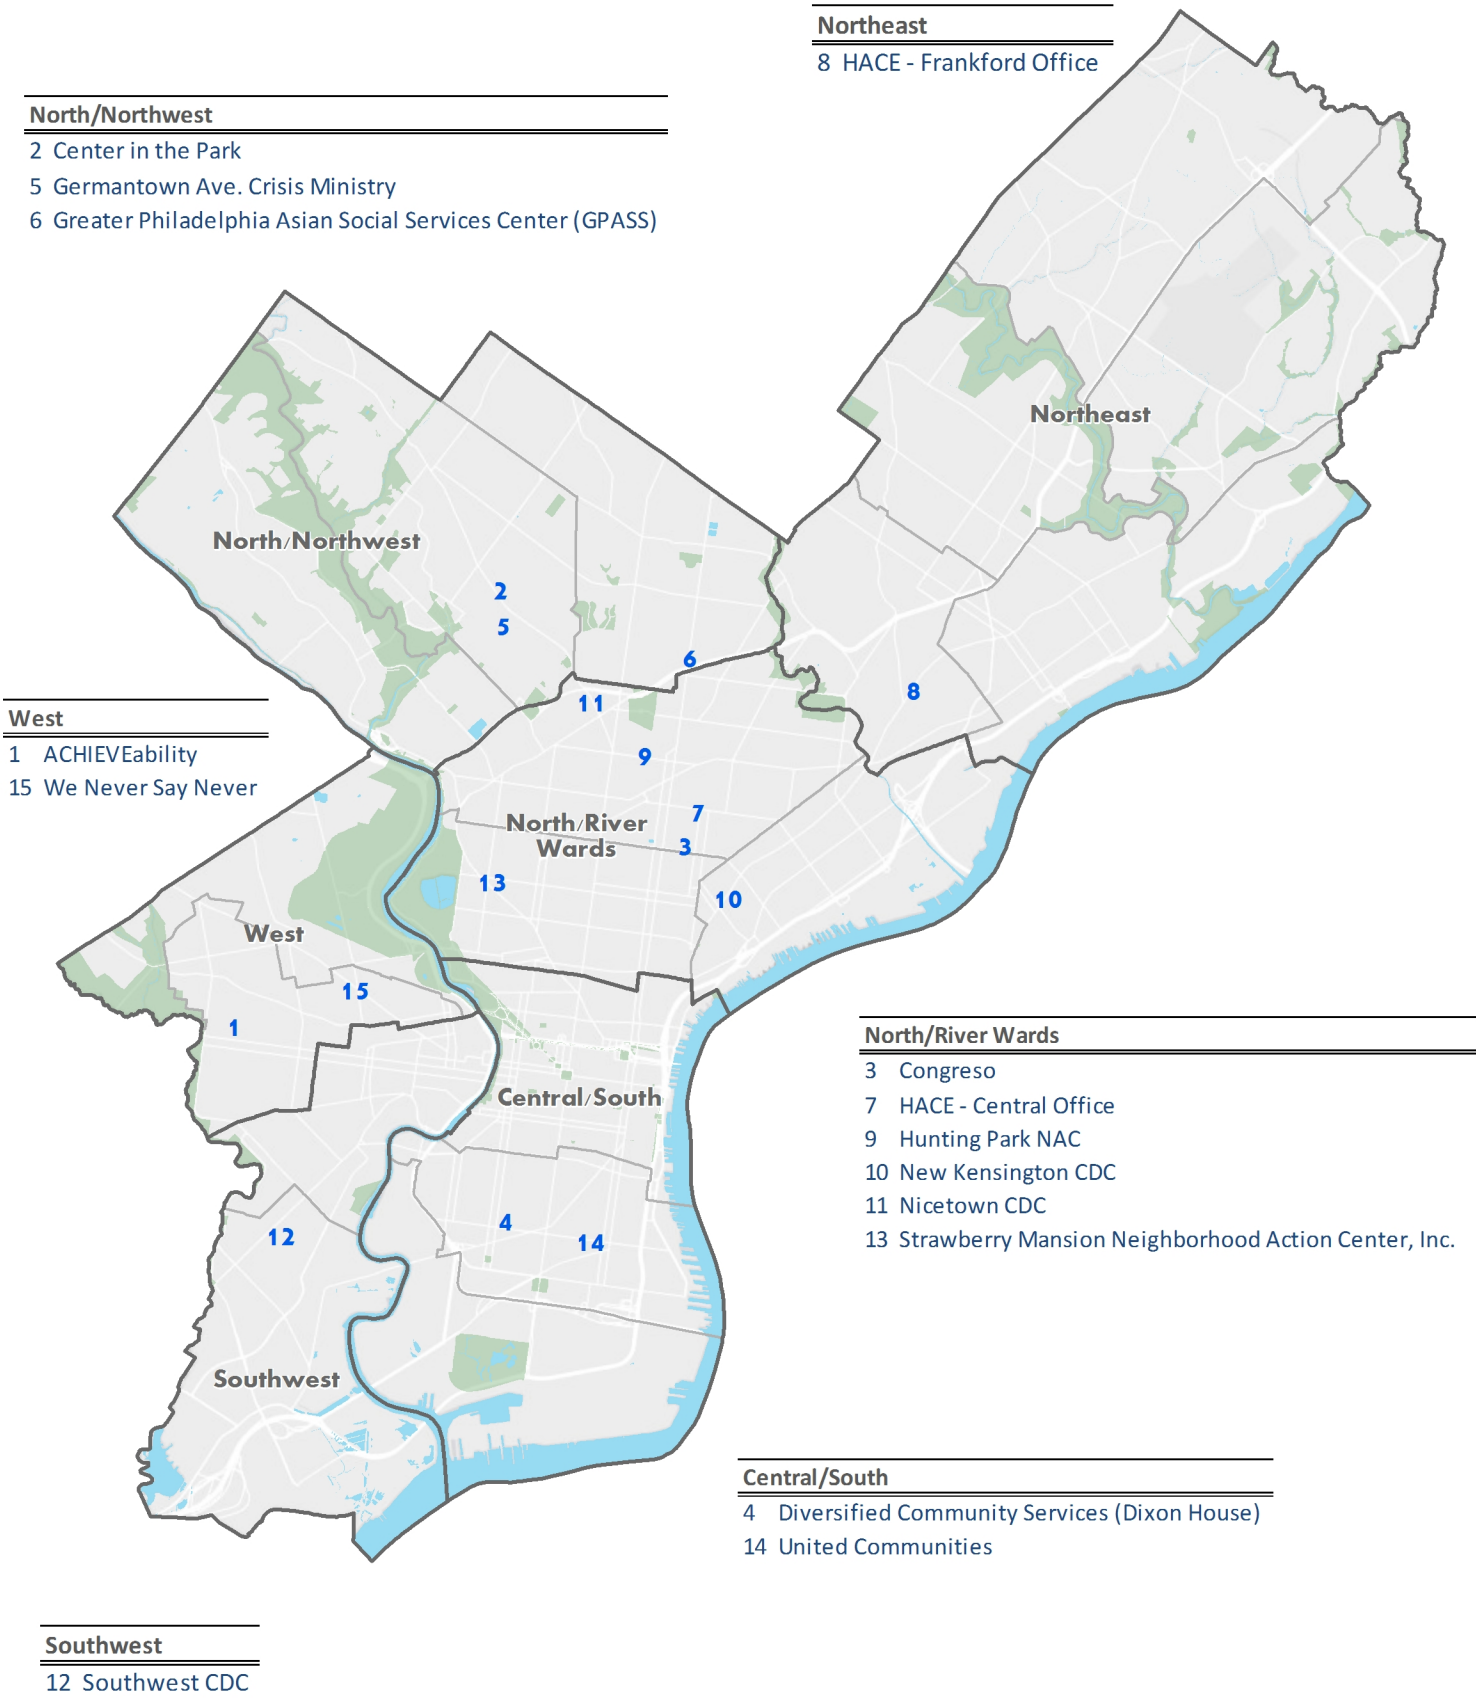 Northeast
8 HACE - Frankford Office
North/Northwest
2 Center in the Park
5 Germantown Ave. Crisis Ministry
6 Greater Philadelphia Asian Social Services Center (GPASS)
Northeast
North/Northwest
2
5
6
8
11
West
1 ACHIEVEability
15 We Never Say Never
9
7
North/River
Wards
3
13
10
West
15
1
North/River Wards
3 Congreso
7 HACE - Central Office
9 Hunting Park NAC
10 New Kensington CDC
11 Nicetown CDC
13 Strawberry Mansion Neighborhood Action Center, Inc.
Central/South
4
12
14
Southwest
Central/South
4 Diversified Community Services (Dixon House)
14 United Communities
Southwest
12 Southwest CDC